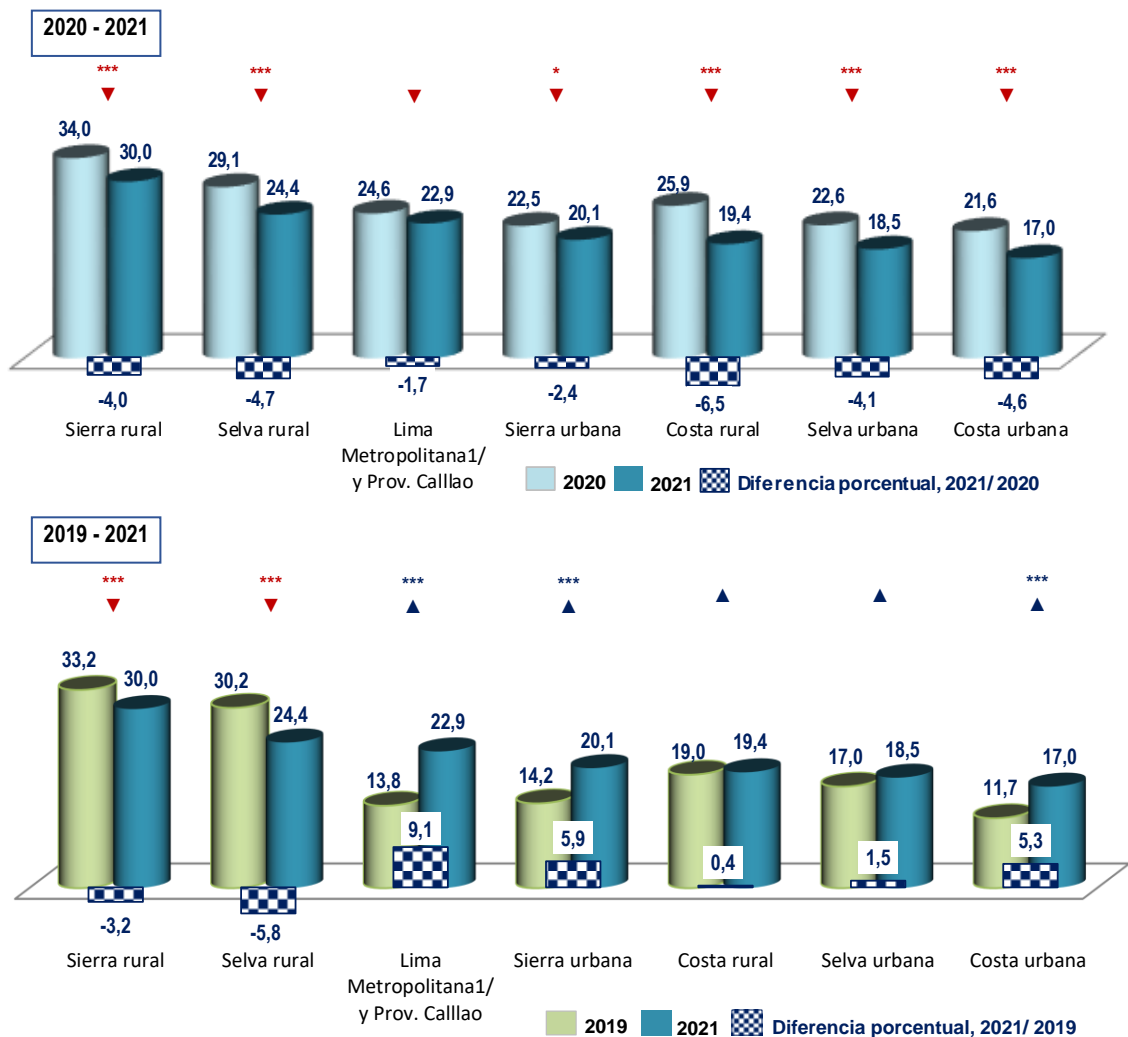 2020 - 2021
*** *** * *** *** ***
▼ ▼ ▼ ▼ ▼ ▼ ▼
34,0 30,0 29,1 24,4 24,6 22,9 22,5 20,1 25,9 19,4 22,6 18,5 21,6 17,0
-4,0 -4,7 -1,7 -2,4 -6,5 -4,1 -4,6
Sierra rural Selva rural Lima Sierra urbana Costa rural Selva urbana Costa urbana
Metropolitana1/
y Prov. Calllao
2020 2021 Diferencia porcentual, 2021/ 2020
2019 - 2021
*** *** *** *** ***
▼ ▼ ▲ ▲ ▲ ▲ ▲
33,2 30,0 30,2 24,4 13,8 22,9 14,2 20,1 19,0 19,4 17,0 18,5 11,7 17,0
9,1 5,9 0,4 1,5 5,3
-3,2 -5,8
Sierra rural Selva rural Lima Sierra urbana Costa rural Selva urbana Costa urbana
Metropolitana1/
y Prov. Calllao
2019 2021 Diferencia porcentual, 2021/ 2019